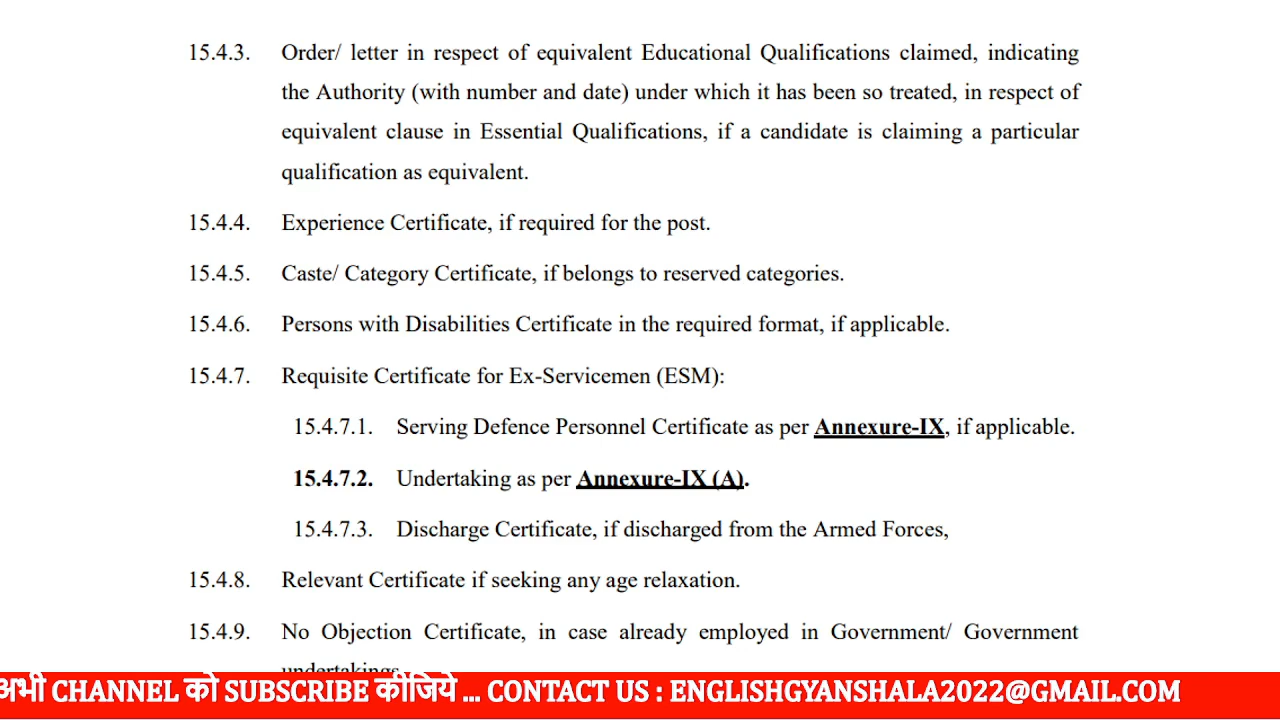 15.4.3. Order/ letter in respect of equivalent Educational Qualifications claimed, indicating
the Authority (with number and date) under which it has been so treated, in respect of
equivalent clause in Essential Qualifications, if a candidate is claiming a particular
qualification as equivalent.
15.4.4. Experience Certificate, if required for the post.
15.4.5. Caste/ Category Certificate, if belongs to reserved categories.
15.4.6. Persons with Disabilities Certificate in the required format, if applicable.
15.4.7. Requisite Certificate for Ex-Servicemen (ESM):
15.4.7.1. Serving Defence Personnel Certificate as per Annexure-IX, if applicable.
15.4.7.2. Undertaking as per Annexure-IX (A).
15.4.7.3. Discharge Certificate, if discharged from the Armed Forces,
15.4.8. Relevant Certificate if seeking any age relaxation.
15.4.9. No Objection Certificate, in case already employed in Government/ Government
undertakings
अभी CHANNEL को SUBSCRIBE कीजिये ... CONTACT US : ENGLISHGYANSHALA2022@GMAIL.COM